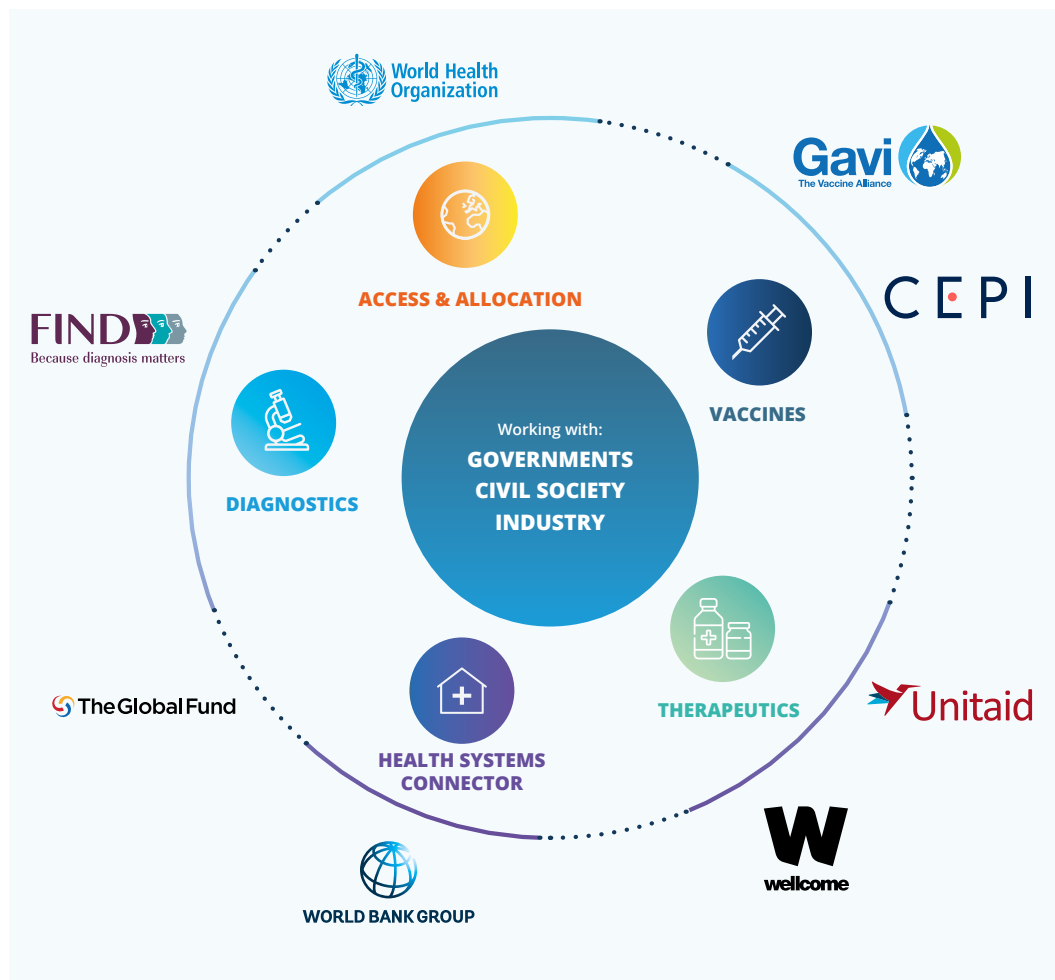 World Health
Organization
Gavi
The Vaccine Alliance
ACCESS & ALLOCATION
CEPI
FIND
Because diagnosis matters
VACCINES
Working with:
GOVERNMENTS
CIVIL SOCIETY
INDUSTRY
DIAGNOSTICS
The Global Fund
THERAPEUTICS
Unitaid
HEALTH SYSTEMS
CONNECTOR
W
wellcome
WORLD BANK GROUP